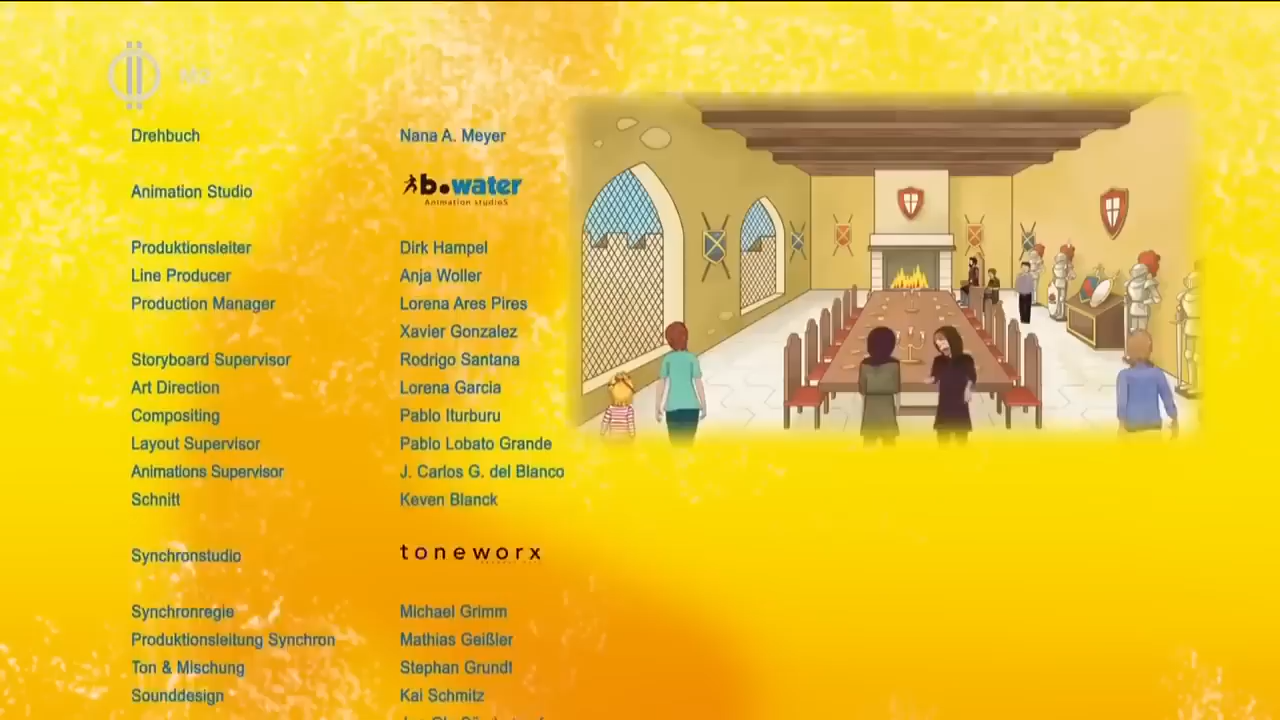 M2
Drehbuch Nana A. Meyer
Animation Studio b.water
Animation studioS
Produktionsleiter Dirk Hampel
Line Producer Anja Woller
Production Manager Lorena Ares Pires
Xavier Gonzalez
Storyboard Supervisor Rodrigo Santana
Art Direction Lorena Garcia
Compositing Pablo Iturburu
Layout Supervisor Pablo Lobato Grande
Animations Supervisor J. Carlos G. del Blanco
Schnitt Keven Blanck
Synchronstudio toneworx
Synchronregie Michael Grimm
Produktionsleitung Synchron Mathias Geißler
Ton & Mischung Stephan Grundt
Sounddesign Kai Schmitz